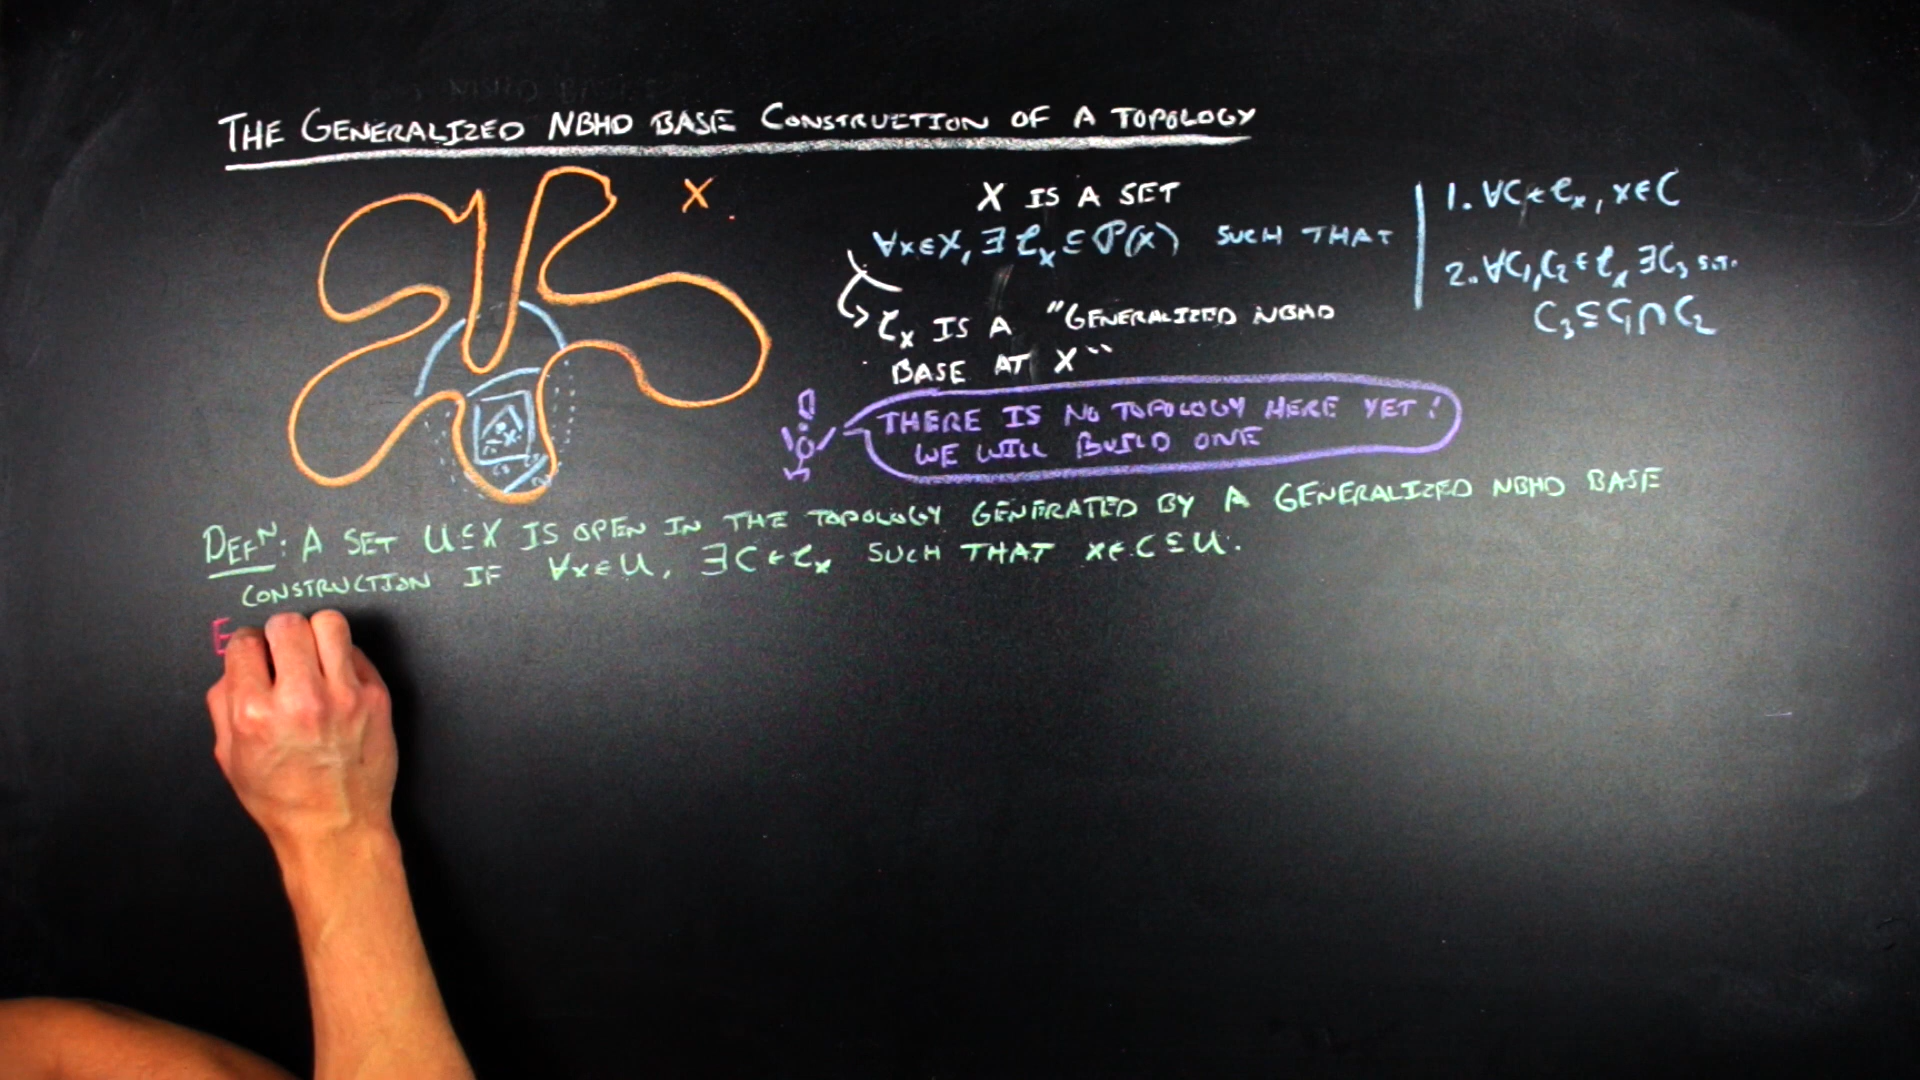 THE GENERALIZED NBHD BASE CONSTRUCTION OF A TOPOLOGY
X
X IS A SET
∀x∈X, ∃ 𝒞ₓ ⊆ 𝒫(X) SUCH THAT
1. ∀C∈𝒞ₓ, x∈C
2. ∀C₁,C₂∈𝒞ₓ ∃C₃ s.t.
C₃⊆C₁∩C₂
𝒞ₓ IS A "GENERALIZED NBHD
BASE AT X"
THERE IS NO TOPOLOGY HERE YET!
WE WILL BUILD ONE
DEFᴺ: A SET U⊆X IS OPEN IN THE TOPOLOGY GENERATED BY A GENERALIZED NBHD BASE
CONSTRUCTION IF ∀x∈U, ∃C∈𝒞ₓ SUCH THAT x∈C⊆U.
E